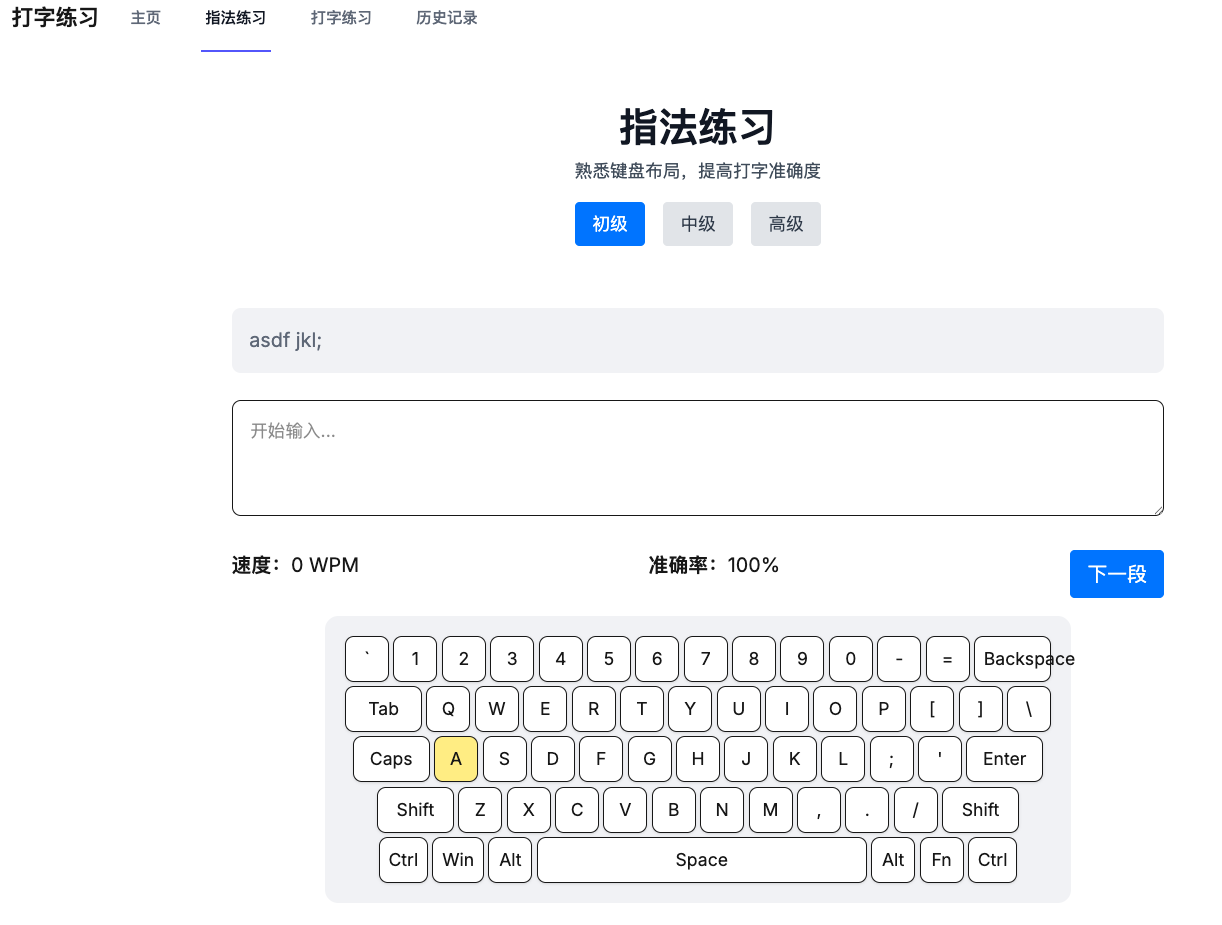 打字练习 主页 指法练习 打字练习 历史记录
指法练习
熟悉键盘布局，提高打字准确度
初级 中级 高级
asdf jkl;
开始输入...
速度：0 WPM 准确率：100% 下一段
` 1 2 3 4 5 6 7 8 9 0 - = Backspace
Tab Q W E R T Y U I O P [ ] \
Caps A S D F G H J K L ; ' Enter
Shift Z X C V B N M , . / Shift
Ctrl Win Alt Space Alt Fn Ctrl